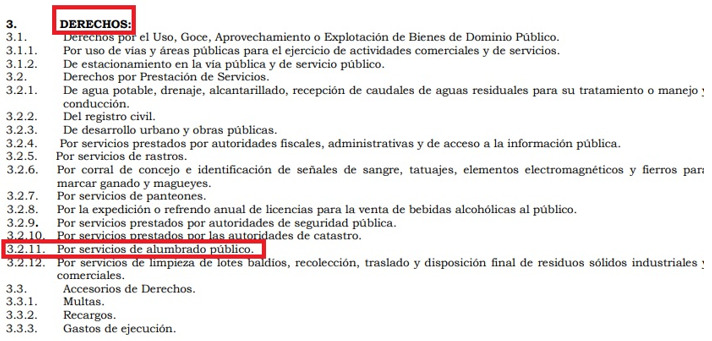 3. DERECHOS:
3.1. Derechos por el Uso, Goce, Aprovechamiento o Explotación de Bienes de Dominio Público.
3.1.1. Por uso de vías y áreas públicas para el ejercicio de actividades comerciales y de servicios.
3.1.2. De estacionamiento en la vía pública y de servicio público.
3.2. Derechos por Prestación de Servicios.
3.2.1. De agua potable, drenaje, alcantarillado, recepción de caudales de aguas residuales para su tratamiento o manejo y
conducción.
3.2.2. Del registro civil.
3.2.3. De desarrollo urbano y obras públicas.
3.2.4. Por servicios prestados por autoridades fiscales, administrativas y de acceso a la información pública.
3.2.5. Por servicios de rastros.
3.2.6. Por corral de concejo e identificación de señales de sangre, tatuajes, elementos electromagnéticos y fierros para
marcar ganado y magueyes.
3.2.7. Por servicios de panteones.
3.2.8. Por la expedición o refrendo anual de licencias para la venta de bebidas alcohólicas al público.
3.2.9. Por servicios prestados por autoridades de seguridad pública.
3.2.10. Por servicios prestados por las autoridades de catastro.
3.2.11. Por servicios de alumbrado público.
3.2.12. Por servicios de limpieza de lotes baldíos, recolección, traslado y disposición final de residuos sólidos industriales y
comerciales.
3.3. Accesorios de Derechos.
3.3.1. Multas.
3.3.2. Recargos.
3.3.3. Gastos de ejecución.